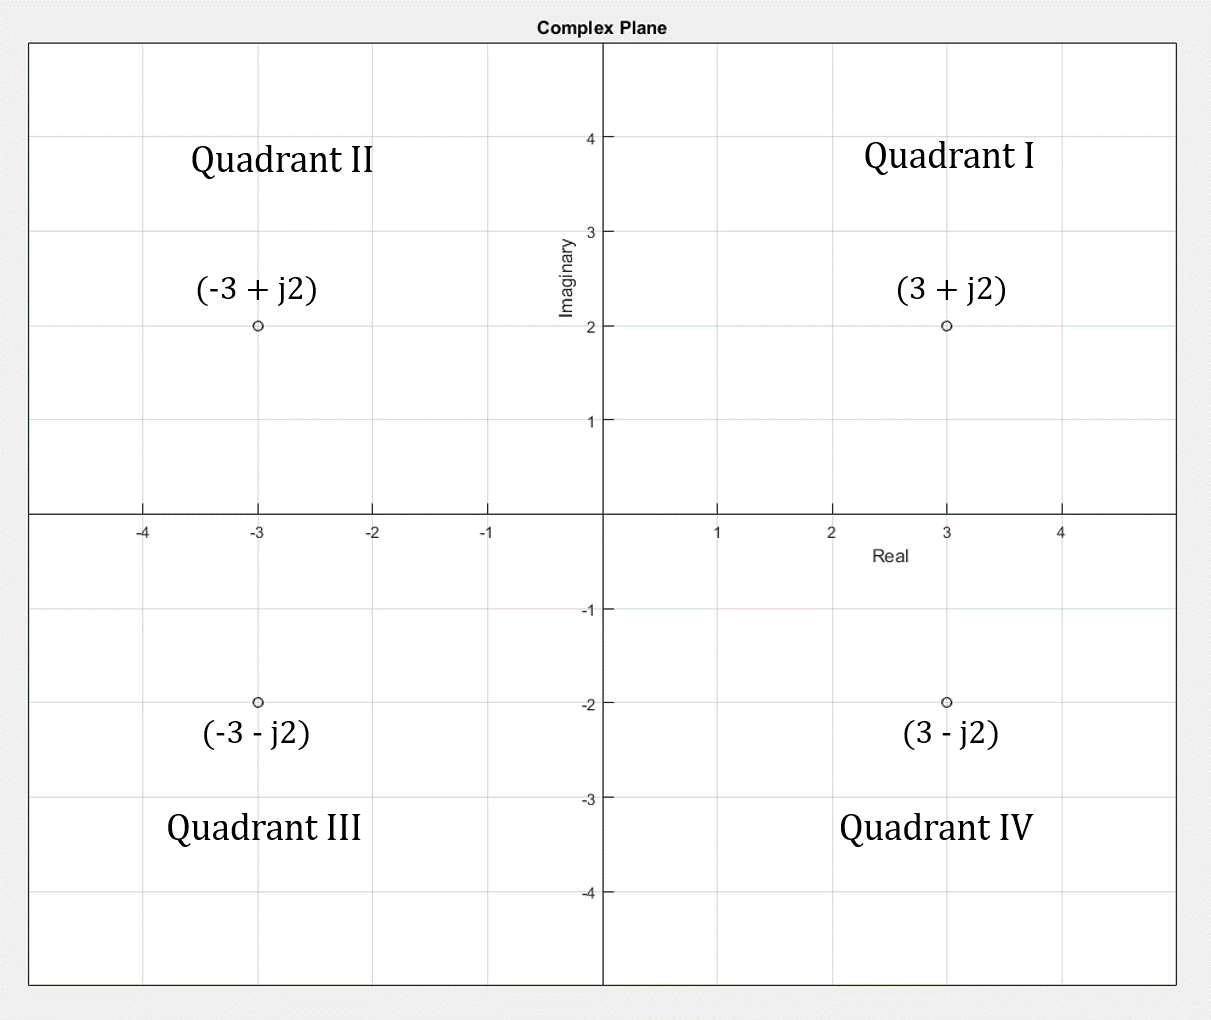 Complex Plane
Quadrant II
Quadrant I
4
3
Imaginary
(-3 + j2)
(3 + j2)
2
1
-4
-3
-2
-1
1
2
3
4
Real
-1
-2
(-3 - j2)
(3 - j2)
-3
Quadrant III
Quadrant IV
-4